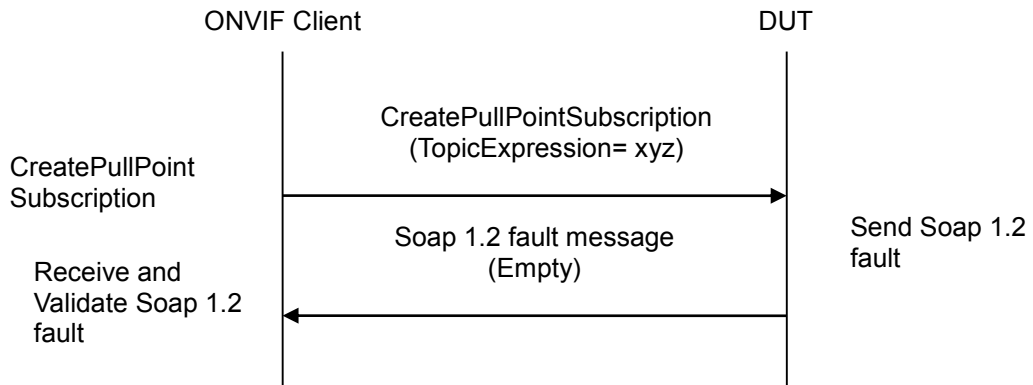 ONVIF Client
DUT
CreatePullPointSubscription
(TopicExpression= xyz)
CreatePullPoint
Subscription
Soap 1.2 fault message
(Empty)
Send Soap 1.2
fault
Receive and
Validate Soap 1.2
fault